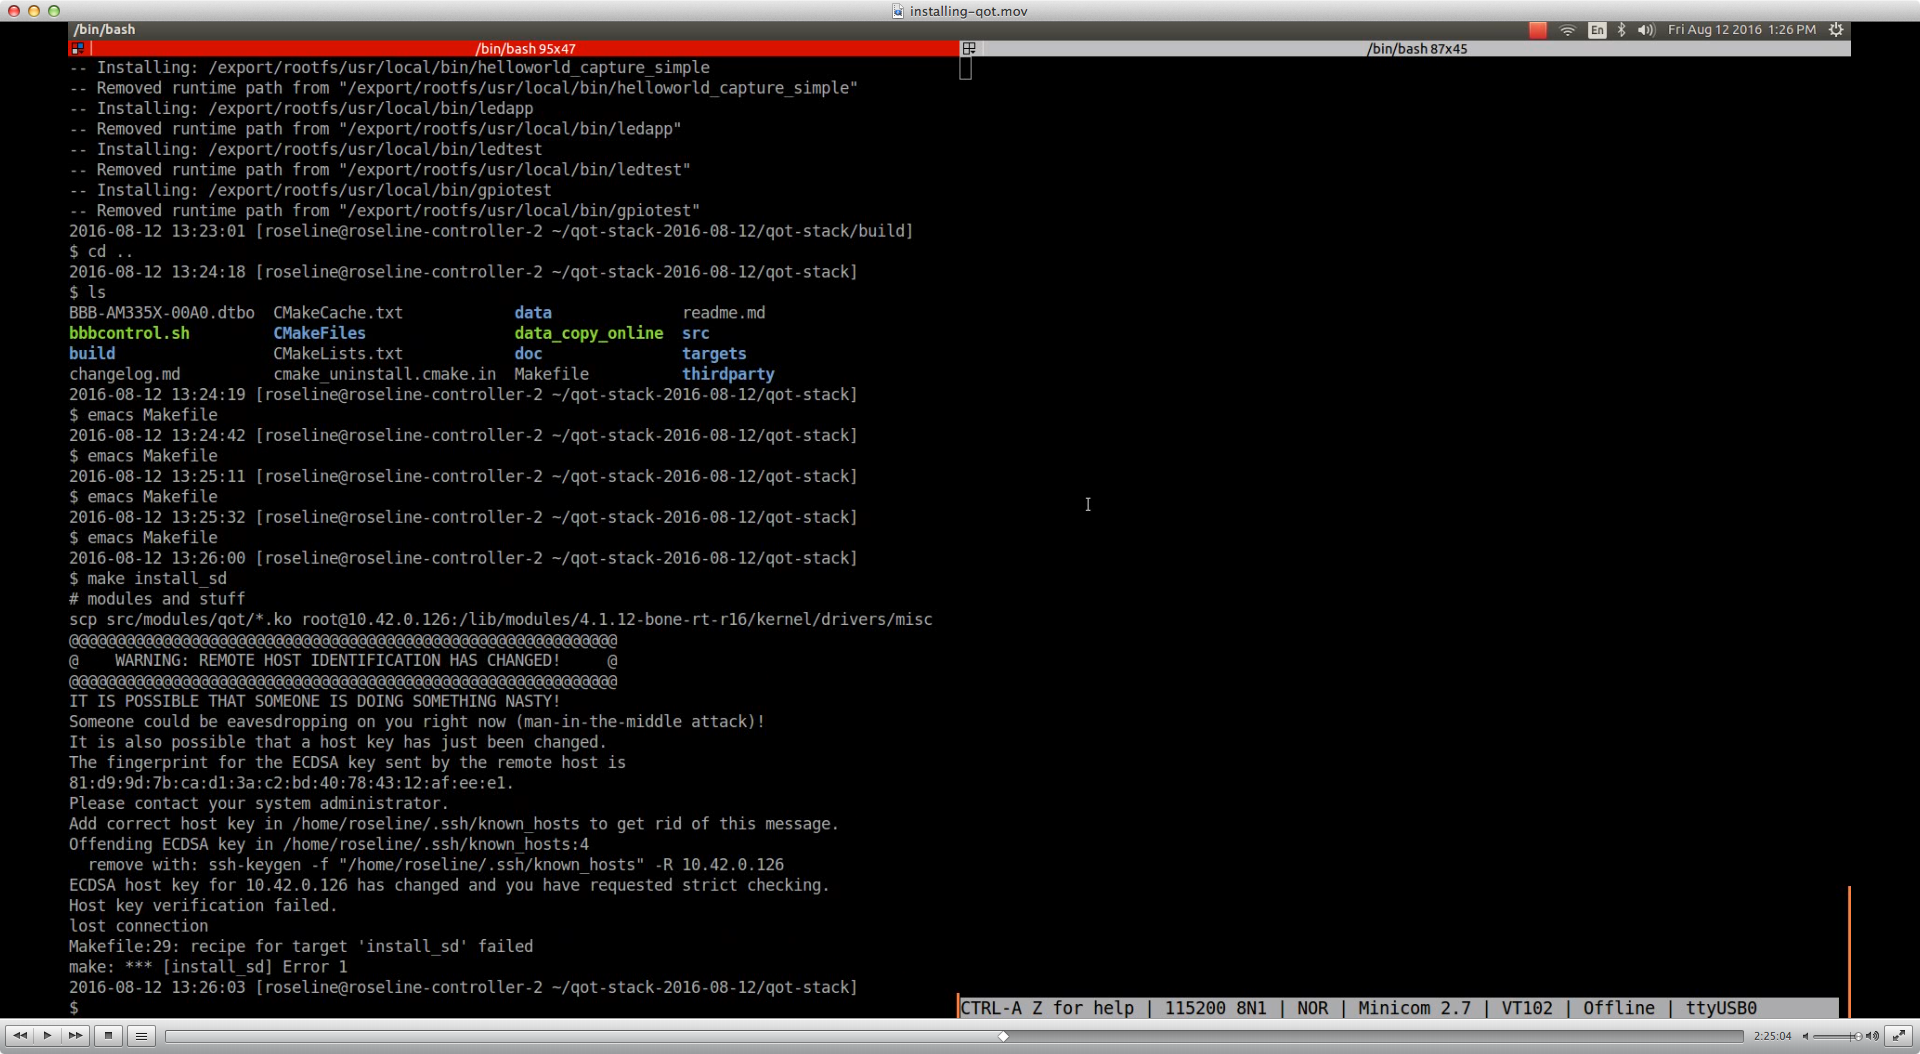 installing-qot.mov
/bin/bash
En
Fri Aug 12 2016 1:26 PM
/bin/bash 95x47
/bin/bash 87x45
-- Installing: /export/rootfs/usr/local/bin/helloworld_capture_simple
-- Removed runtime path from "/export/rootfs/usr/local/bin/helloworld_capture_simple"
-- Installing: /export/rootfs/usr/local/bin/ledapp
-- Removed runtime path from "/export/rootfs/usr/local/bin/ledapp"
-- Installing: /export/rootfs/usr/local/bin/ledtest
-- Removed runtime path from "/export/rootfs/usr/local/bin/ledtest"
-- Installing: /export/rootfs/usr/local/bin/gpiotest
-- Removed runtime path from "/export/rootfs/usr/local/bin/gpiotest"
2016-08-12 13:23:01 [roseline@roseline-controller-2 ~/qot-stack-2016-08-12/qot-stack/build]
$ cd ..
2016-08-12 13:24:18 [roseline@roseline-controller-2 ~/qot-stack-2016-08-12/qot-stack]
$ ls
BBB-AM335X-00A0.dtbo  CMakeCache.txt        data              readme.md
bbbcontrol.sh         CMakeFiles            data_copy_online  src
build                 CMakeLists.txt        doc               targets
changelog.md          cmake_uninstall.cmake.in  Makefile      thirdparty
2016-08-12 13:24:19 [roseline@roseline-controller-2 ~/qot-stack-2016-08-12/qot-stack]
$ emacs Makefile
2016-08-12 13:24:42 [roseline@roseline-controller-2 ~/qot-stack-2016-08-12/qot-stack]
$ emacs Makefile
2016-08-12 13:25:11 [roseline@roseline-controller-2 ~/qot-stack-2016-08-12/qot-stack]
$ emacs Makefile
2016-08-12 13:25:32 [roseline@roseline-controller-2 ~/qot-stack-2016-08-12/qot-stack]
$ emacs Makefile
2016-08-12 13:26:00 [roseline@roseline-controller-2 ~/qot-stack-2016-08-12/qot-stack]
$ make install_sd
# modules and stuff
scp src/modules/qot/*.ko root@10.42.0.126:/lib/modules/4.1.12-bone-rt-r16/kernel/drivers/misc
@@@@@@@@@@@@@@@@@@@@@@@@@@@@@@@@@@@@@@@@@@@@@@@@@@@@@@@@@@@
@    WARNING: REMOTE HOST IDENTIFICATION HAS CHANGED!     @
@@@@@@@@@@@@@@@@@@@@@@@@@@@@@@@@@@@@@@@@@@@@@@@@@@@@@@@@@@@
IT IS POSSIBLE THAT SOMEONE IS DOING SOMETHING NASTY!
Someone could be eavesdropping on you right now (man-in-the-middle attack)!
It is also possible that a host key has just been changed.
The fingerprint for the ECDSA key sent by the remote host is
81:d9:9d:7b:ca:d1:3a:c2:bd:40:78:43:12:af:ee:e1.
Please contact your system administrator.
Add correct host key in /home/roseline/.ssh/known_hosts to get rid of this message.
Offending ECDSA key in /home/roseline/.ssh/known_hosts:4
  remove with: ssh-keygen -f "/home/roseline/.ssh/known_hosts" -R 10.42.0.126
ECDSA host key for 10.42.0.126 has changed and you have requested strict checking.
Host key verification failed.
lost connection
Makefile:29: recipe for target 'install_sd' failed
make: *** [install_sd] Error 1
2016-08-12 13:26:03 [roseline@roseline-controller-2 ~/qot-stack-2016-08-12/qot-stack]
$
CTRL-A Z for help | 115200 8N1 | NOR | Minicom 2.7 | VT102 | Offline | ttyUSB0
2:25:04